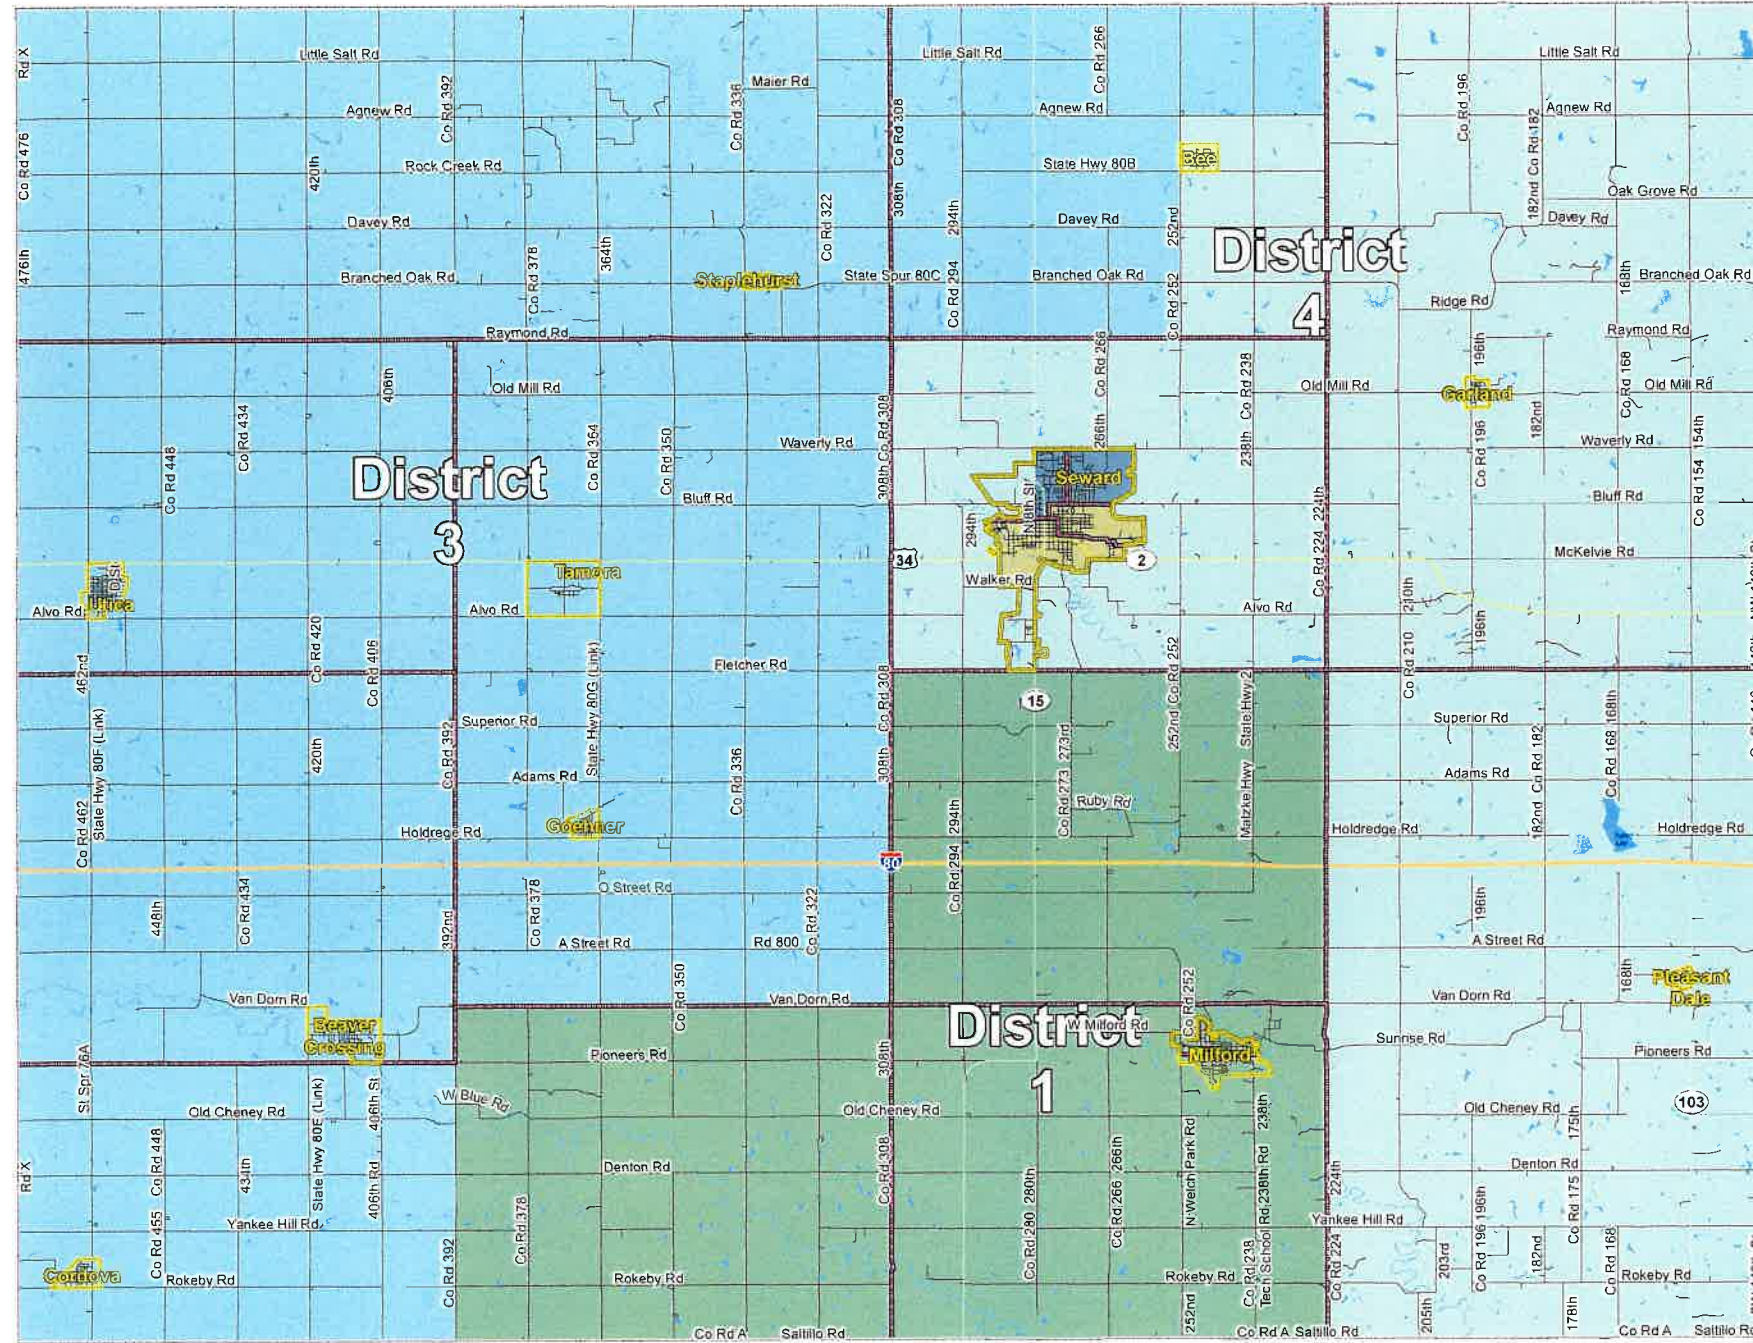 Rd X
Little Salt Rd
Co Rd 392
Maier Rd
Co Rd 336
Little Salt Rd
Co Rd 266
Little Salt Rd
Agnew Rd
Co Rd 308
Agnew Rd
Co Rd 196
Agnew Rd
Co Rd 476
420th
Rock Creek Rd
State Hwy 80B
Bee
182nd Co Rd 182
Oak Grove Rd
Davey Rd
364th
Co Rd 322
308th
294th
Davey Rd
252nd
Davey Rd
476th
Branched Oak Rd
Co Rd 378
Staplehurst
State Spur 80C
Co Rd 294
Branched Oak Rd
Co Rd 252
District
4
168th
Branched Oak Rd
Ridge Rd
Raymond Rd
Co Rd 266
196th
Raymond Rd
406th
Old Mill Rd
Co Rd 308
Co Rd 238
Old Mill Rd
Garland
Co Rd 168
Old Mill Rd
Co Rd 448
Co Rd 434
Co Rd 364
Co Rd 350
Waverly Rd
308th
266th
238th
Co Rd 196
182nd
Waverly Rd
154th
Co Rd 154
District
3
Bluff Rd
N 8th Str
Seward
224th
Bluff Rd
294th
34
2
McKelvie Rd
Utica
D St
Tamora
Walker Rd
Co Rd 224
210th
Alvo Rd
Alvo Rd
Alvo Rd
196th
462nd
Co Rd 420
Co Rd 406
State Hwy 80G (Link)
Fletcher Rd
Co Rd 308
252nd Co Rd 252
Co Rd 210
15
State Hwy 80F (Link)
Superior Rd
273rd
Co Rd 273
Matzke Hwy
State Hwy 2
Superior Rd
420th
Co Rd 392
Adams Rd
Co Rd 336
308th
Adams Rd
182nd Co Rd 182
Co Rd 168 168th
Co Rd 462
Holdrege Rd
Goehner
294th
Ruby Rd
Holdredge Rd
Holdredge Rd
80
448th
Co Rd 434
392nd
Co Rd 378
O Street Rd
Co Rd 322
Co Rd 294
196th
A Street Rd
Rd 800
A Street Rd
Van Dorn Rd
Co Rd 350
Van Dorn Rd
Co Rd 252
Van Dorn Rd
168th
Pleasant
Dale
Beaver
Crossing
District
1
W Milford Rd
Milford
Sunrise Rd
St Spr 76A
Pioneers Rd
308th
Pioneers Rd
Old Cheney Rd
State Hwy 80E (Link)
406th St
W Blue Rd
Old Cheney Rd
238th
Old Cheney Rd
175th
103
Rd X
Co Rd 455
Co Rd 448
434th
406th Rd
Denton Rd
Co Rd 308
Co Rd 280 280th
Co Rd 266 266th
N Welch Park Rd
224th
Denton Rd
Yankee Hill Rd
Co Rd 378
Tech School Rd 238th Rd
Yankee Hill Rd
Co Rd 196 196th
Co Rd 175
Cordova
Rokeby Rd
Co Rd 392
Rokeby Rd
Rokeby Rd
Co Rd 238
Co Rd 224
203rd
182nd
Co Rd 168
Rokeby Rd
252nd
205th
178th
Co Rd A
Saltillo Rd
Co Rd A Saltillo Rd
Co Rd A